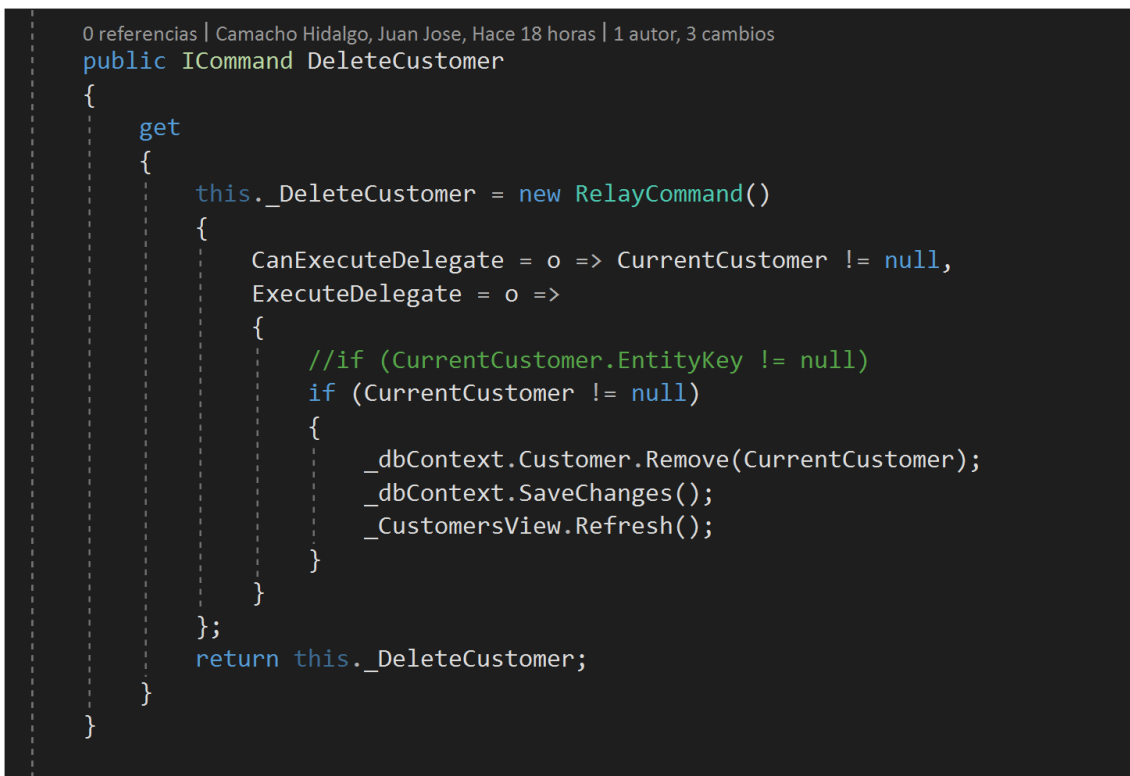 0 referencias | Camacho Hidalgo, Juan Jose, Hace 18 horas | 1 autor, 3 cambios
public ICommand DeleteCustomer
{
get
{
this._DeleteCustomer = new RelayCommand()
{
CanExecuteDelegate = o => CurrentCustomer != null,
ExecuteDelegate = o =>
{
//if (CurrentCustomer.EntityKey != null)
if (CurrentCustomer != null)
{
_dbContext.Customer.Remove(CurrentCustomer);
_dbContext.SaveChanges();
_CustomersView.Refresh();
}
}
};
return this._DeleteCustomer;
}
}